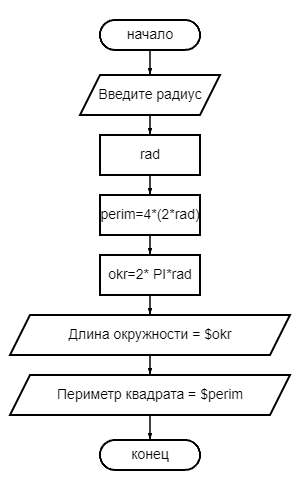 начало
Введите радиус
rad
perim=4*(2*rad)
okr=2* PI*rad
Длина окружности = $okr
Периметр квадрата = $perim
конец